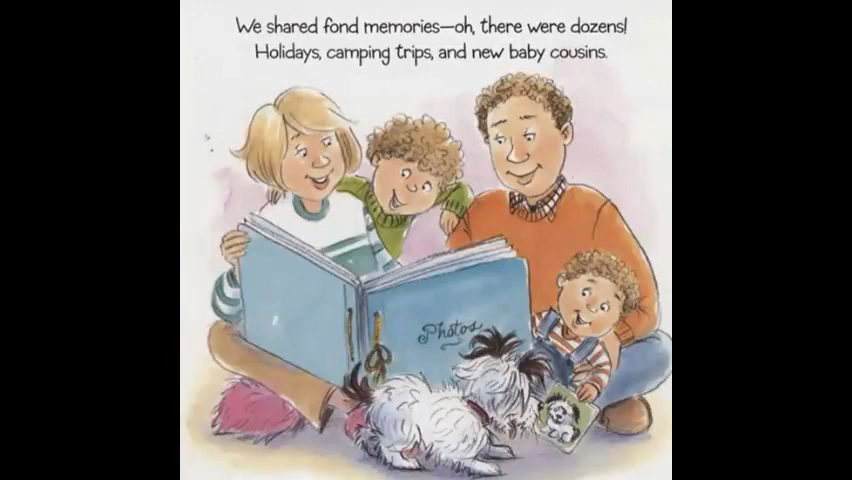 We shared fond memories—oh, there were dozens!
Holidays, camping trips, and new baby cousins.
Photos